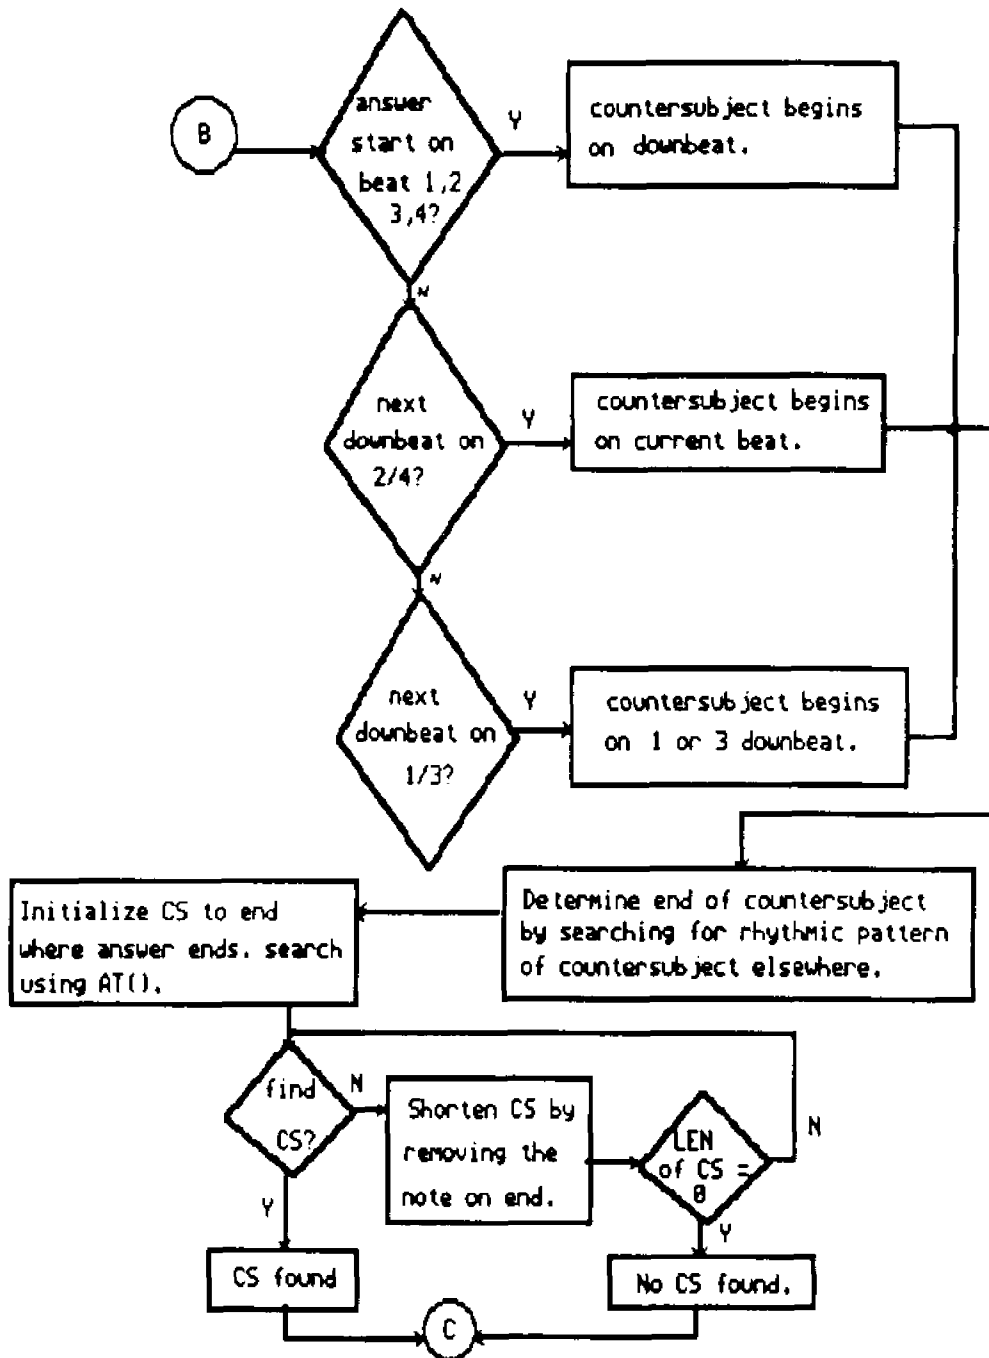 B
answer
start on
beat 1,2
3,4?
Y
countersubject begins
on downbeat.
N
next
downbeat on
2/4?
Y
countersubject begins
on current beat.
N
next
downbeat on
1/3?
Y
countersubject begins
on 1 or 3 downbeat.
Determine end of countersubject
by searching for rhythmic pattern
of countersubject elsewhere.
Initialize CS to end
where answer ends. search
using AT().
find
CS?
N
Shorten CS by
removing the
note on end.
LEN
of CS =
0
N
Y
CS found
Y
No CS found.
C